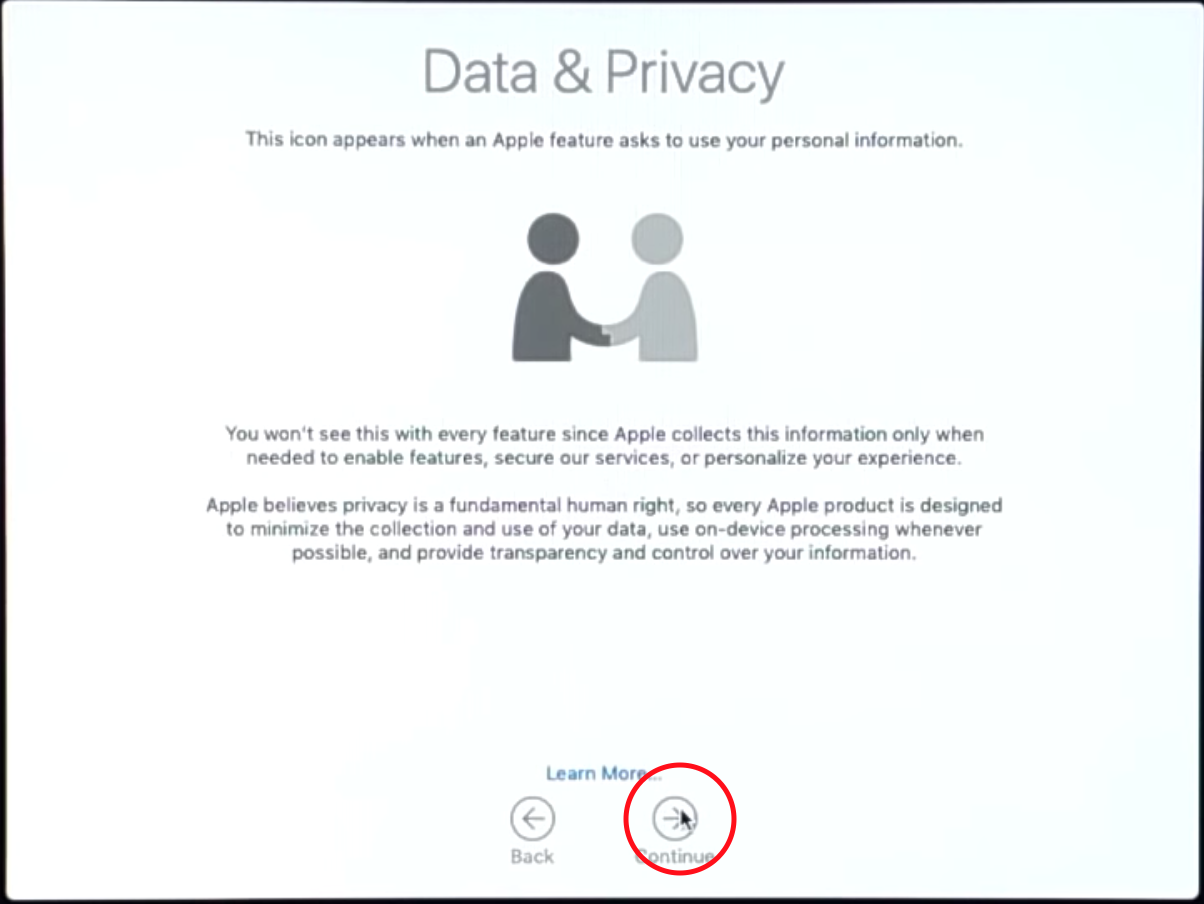 Data & Privacy
This icon appears when an Apple feature asks to use your personal information.
You won't see this with every feature since Apple collects this information only when
needed to enable features, secure our services, or personalize your experience.
Apple believes privacy is a fundamental human right, so every Apple product is designed
to minimize the collection and use of your data, use on-device processing whenever
possible, and provide transparency and control over your information.
Learn More...
Back
Continue